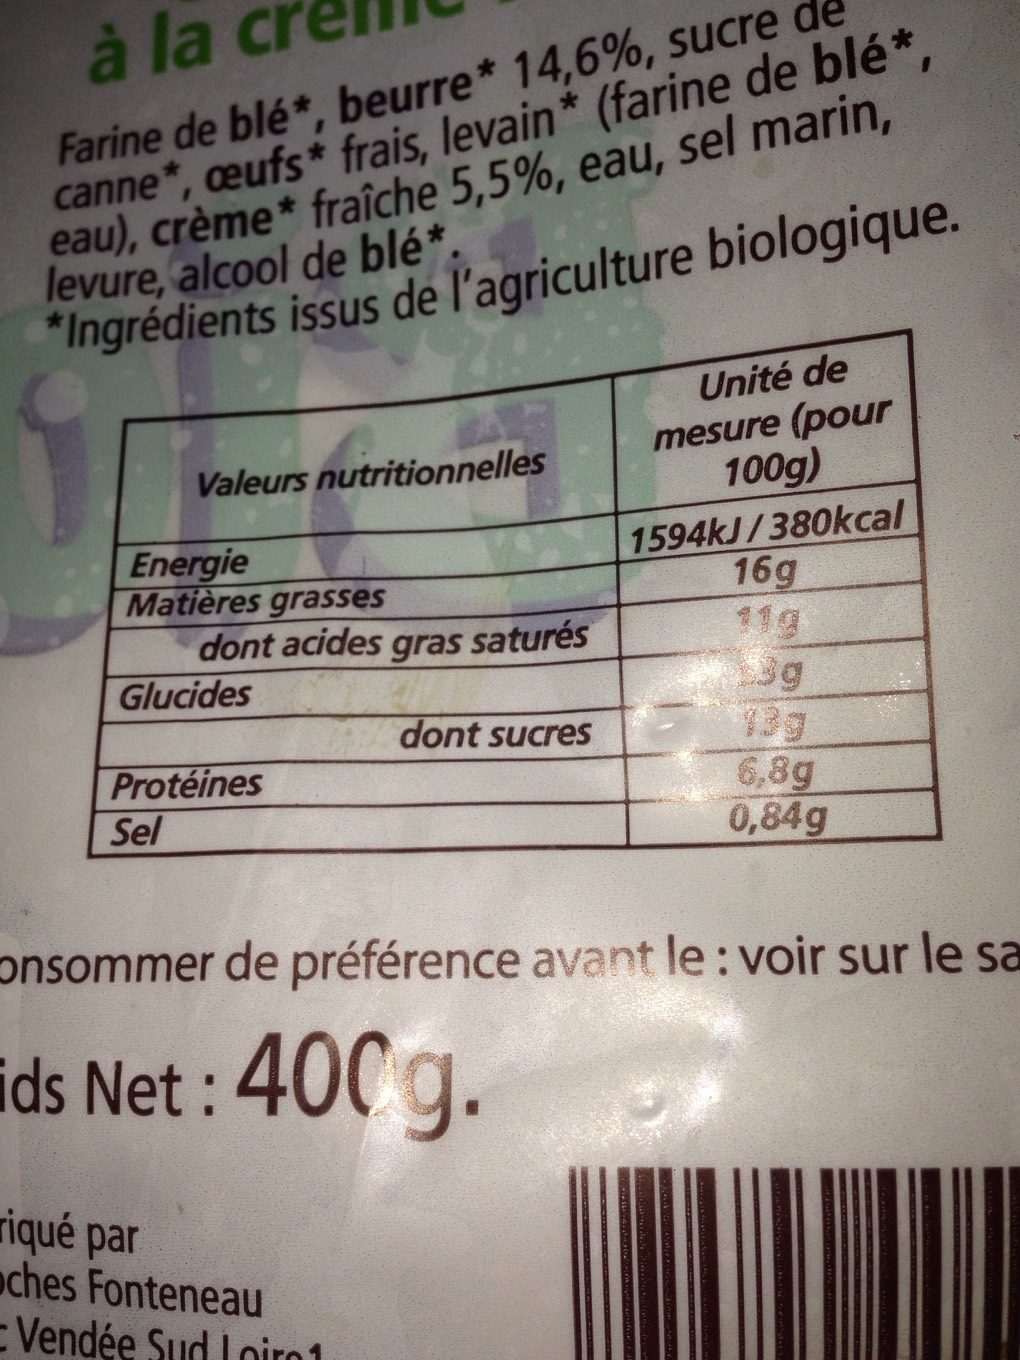 à la crème
Farine de blé*, beurre* 14,6%, sucre de
canne*, œufs* frais, levain* (farine de blé*,
eau), crème* fraîche 5,5%, eau, sel marin,
levure, alcool de blé*.
*Ingrédients issus de l'agriculture biologique.
Valeurs nutritionnelles Unité de mesure (pour 100g)
Energie 1594kJ / 380kcal
Matières grasses 16g
dont acides gras saturés 11g
Glucides 53g
dont sucres 13g
Protéines 6,8g
Sel 0,84g
onsommer de préférence avant le : voir sur le sa
ids Net : 400g.
riqué par
oches Fonteneau
Vendée Sud Loire 1